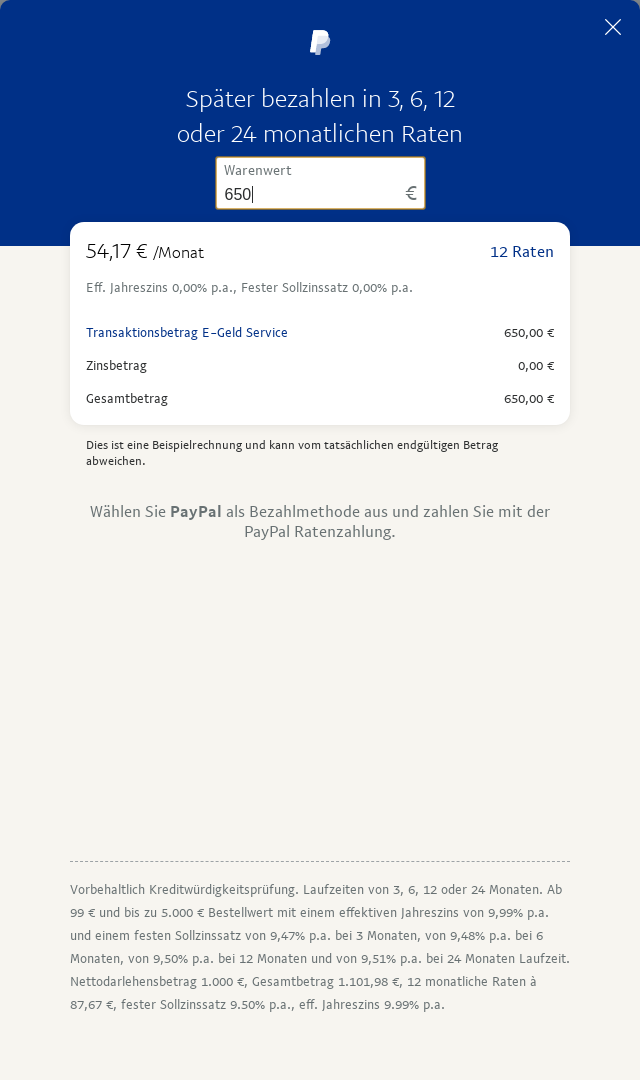 Später bezahlen in 3, 6, 12
oder 24 monatlichen Raten
Warenwert
650 €
54,17 € /Monat 12 Raten
Eff. Jahreszins 0,00% p.a., Fester Sollzinssatz 0,00% p.a.
Transaktionsbetrag E-Geld Service 650,00 €
Zinsbetrag 0,00 €
Gesamtbetrag 650,00 €
Dies ist eine Beispielrechnung und kann vom tatsächlichen endgültigen Betrag
abweichen.
Wählen Sie PayPal als Bezahlmethode aus und zahlen Sie mit der
PayPal Ratenzahlung.
Vorbehaltlich Kreditwürdigkeitsprüfung. Laufzeiten von 3, 6, 12 oder 24 Monaten. Ab
99 € und bis zu 5.000 € Bestellwert mit einem effektiven Jahreszins von 9,99% p.a.
und einem festen Sollzinssatz von 9,47% p.a. bei 3 Monaten, von 9,48% p.a. bei 6
Monaten, von 9,50% p.a. bei 12 Monaten und von 9,51% p.a. bei 24 Monaten Laufzeit.
Nettodarlehensbetrag 1.000 €, Gesamtbetrag 1.101,98 €, 12 monatliche Raten à
87,67 €, fester Sollzinssatz 9.50% p.a., eff. Jahreszins 9.99% p.a.